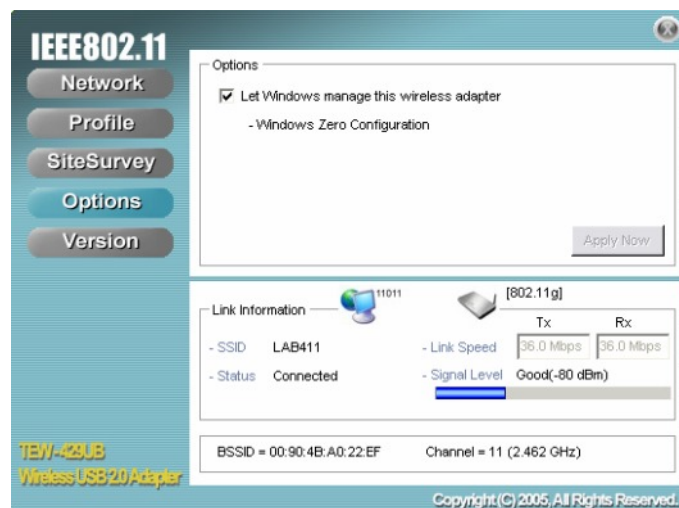 IEEE802.11
Network
Profile
SiteSurvey
Options
Version
Options
Let Windows manage this wireless adapter
- Windows Zero Configuration
Apply Now
Link Information
11011
[802.11g]
Tx Rx
- SSID LAB411
- Link Speed 36.0 Mbps 36.0 Mbps
- Status Connected
- Signal Level Good(-80 dBm)
BSSID = 00:90:4B:A0:22:EF Channel = 11 (2.462 GHz)
TEW-429UB
Wireless USB 2.0 Adapter
Copyright (C) 2005, All Rights Reserved.